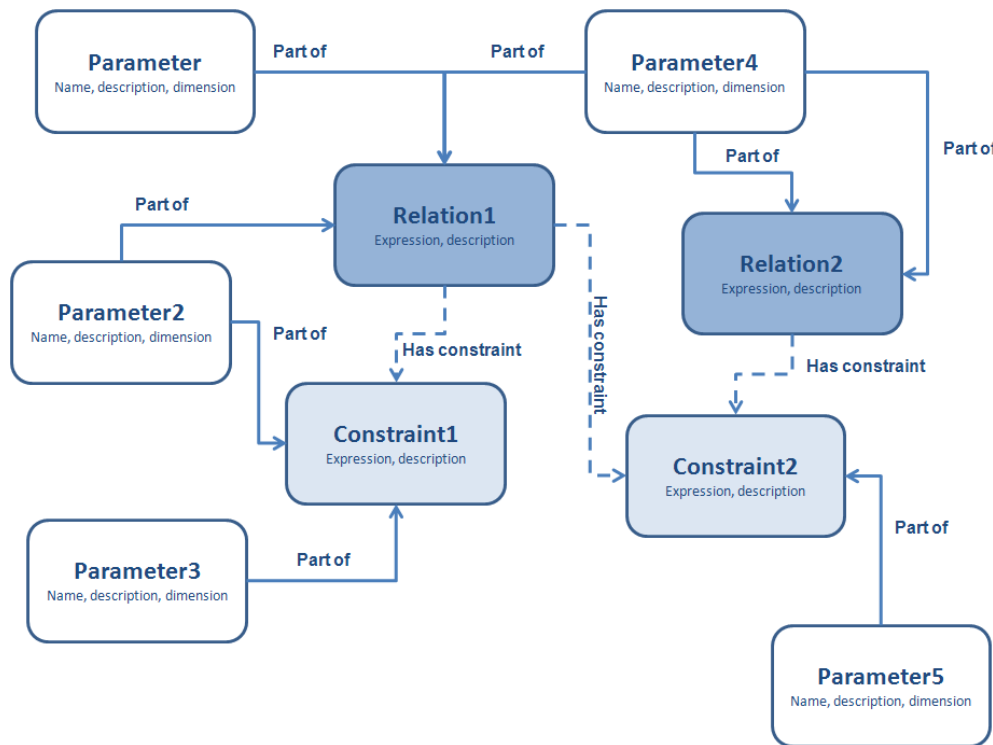 Parameter
Name, description, dimension
Part of
Part of
Parameter4
Name, description, dimension
Part of
Part of
Part of
Relation1
Expression, description
Relation2
Expression, description
Parameter2
Name, description, dimension
Part of
Has constraint
Has constraint
Has constraint
Constraint1
Expression, description
Constraint2
Expression, description
Part of
Part of
Parameter3
Name, description, dimension
Parameter5
Name, description, dimension